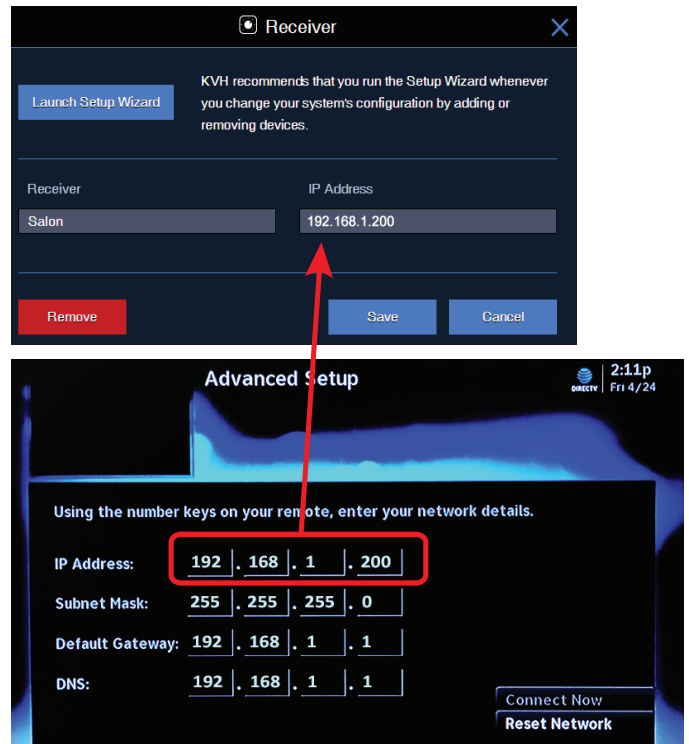 Receiver
Launch Setup Wizard
KVH recommends that you run the Setup Wizard whenever
you change your system's configuration by adding or
removing devices.
Receiver
IP Address
Salon
192.168.1.200
Remove
Save
Cancel
Advanced Setup
DIRECTV
2:11p
Fri 4/24
Using the number keys on your remote, enter your network details.
IP Address: 192 . 168 . 1 . 200
Subnet Mask: 255 . 255 . 255 . 0
Default Gateway: 192 . 168 . 1 . 1
DNS: 192 . 168 . 1 . 1
Connect Now
Reset Network